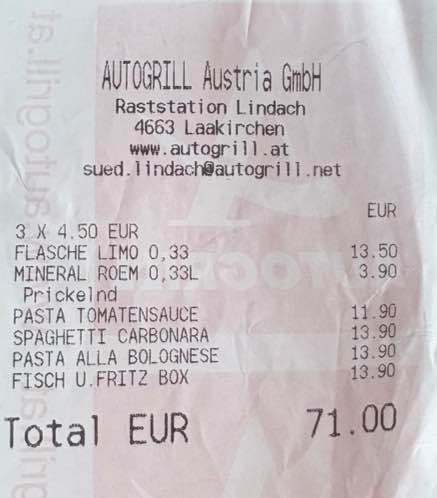 AUTOGRILL Austria GmbH
Raststation Lindach
4663 Laakirchen
www.autogrill.at
sued.lindach@autogrill.net
EUR
3 X 4.50 EUR
FLASCHE LIMO 0,33 13.50
MINERAL ROEM 0,33L 3.90
Prickelnd
PASTA TOMATENSAUCE 11.90
SPAGHETTI CARBONARA 13.90
PASTA ALLA BOLOGNESE 13.90
FISCH U.FRITZ BOX 13.90
Total EUR 71.00